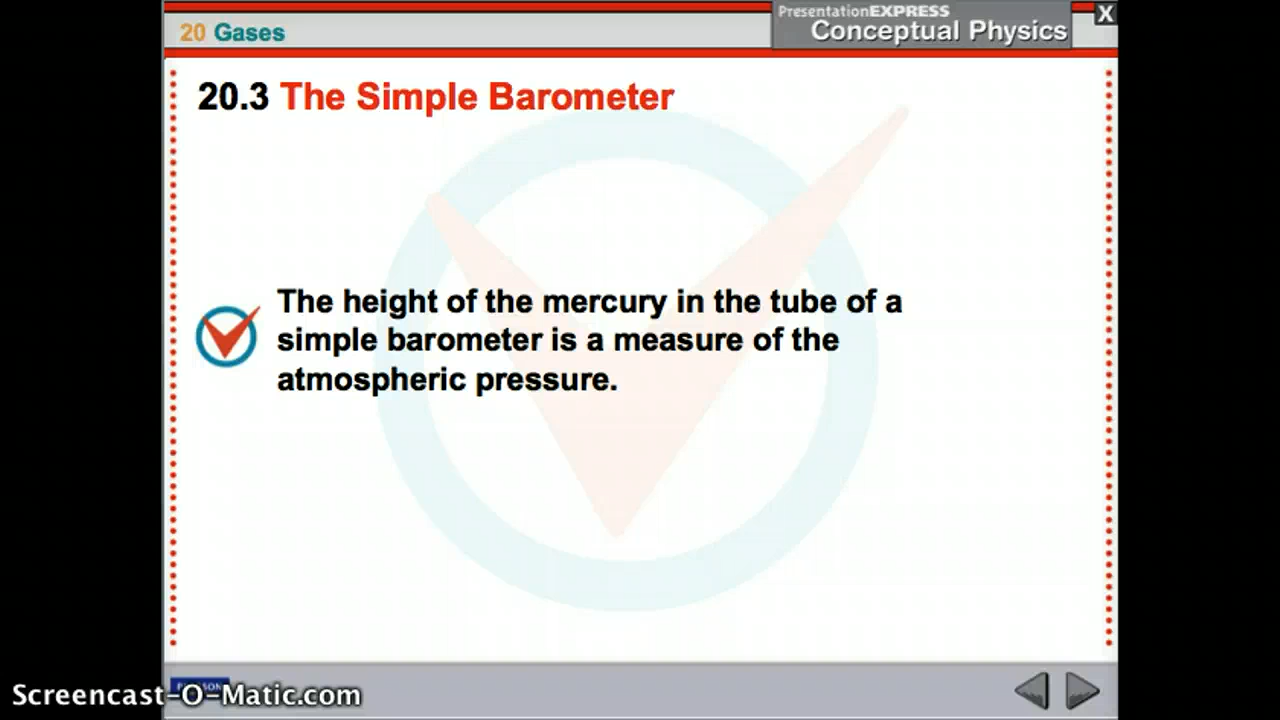 20 Gases
PresentationEXPRESS
Conceptual Physics
X
20.3 The Simple Barometer
The height of the mercury in the tube of a
simple barometer is a measure of the
atmospheric pressure.
Screencast-O-Matic.com